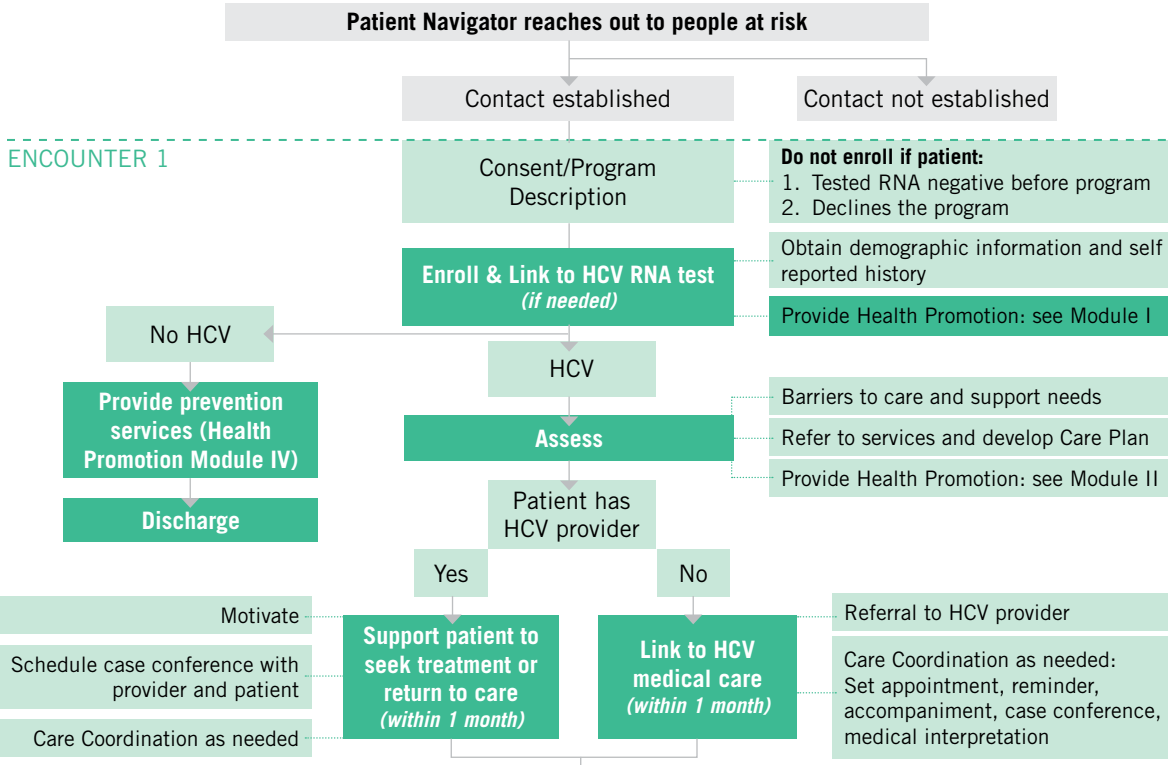 Patient Navigator reaches out to people at risk
Contact established
Contact not established
ENCOUNTER 1
Consent/Program
Description
Do not enroll if patient:
1. Tested RNA negative before program
2. Declines the program
Enroll & Link to HCV RNA test
(if needed)
Obtain demographic information and self
reported history
Provide Health Promotion: see Module I
No HCV
HCV
Provide prevention
services (Health
Promotion Module IV)
Discharge
Assess
Barriers to care and support needs
Refer to services and develop Care Plan
Provide Health Promotion: see Module II
Patient has
HCV provider
Yes
No
Motivate
Schedule case conference with
provider and patient
Care Coordination as needed
Support patient to
seek treatment or
return to care
(within 1 month)
Link to HCV
medical care
(within 1 month)
Referral to HCV provider
Care Coordination as needed:
Set appointment, reminder,
accompaniment, case conference,
medical interpretation